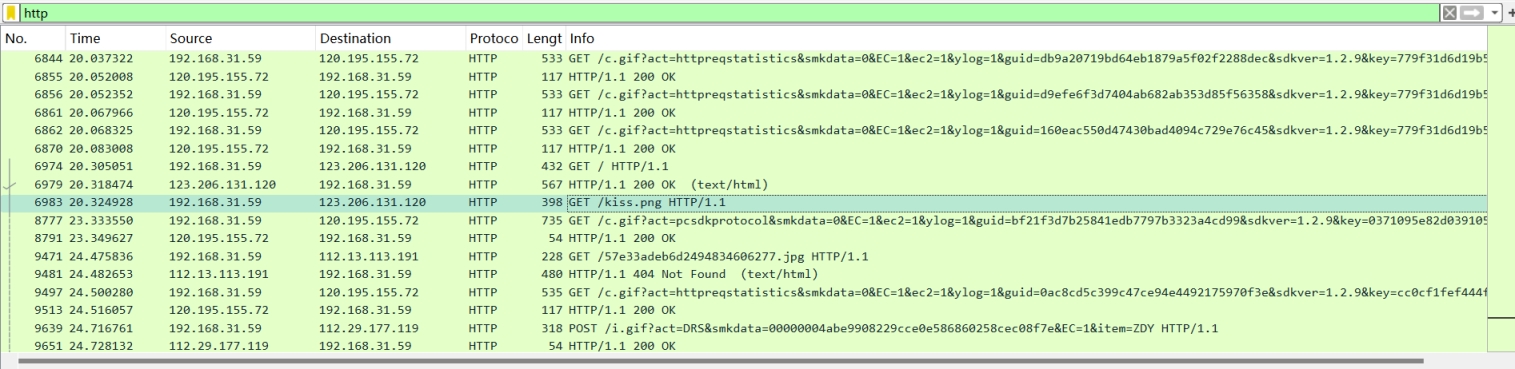 http
No. Time Source Destination Protoco Lengt Info
6844 20.037322 192.168.31.59 120.195.155.72 HTTP 533 GET /c.gif?act=httpreqstatistics&smkdata=0&EC=1&ec2=1&ylog=1&guid=db9a20719bd64eb1879a5f02f2288dec&sdkver=1.2.9&key=779f31d6d19b5
6855 20.052008 120.195.155.72 192.168.31.59 HTTP 117 HTTP/1.1 200 OK
6856 20.052352 192.168.31.59 120.195.155.72 HTTP 533 GET /c.gif?act=httpreqstatistics&smkdata=0&EC=1&ec2=1&ylog=1&guid=d9efe6f3d7404ab682ab353d85f56358&sdkver=1.2.9&key=779f31d6d19b5
6861 20.067966 120.195.155.72 192.168.31.59 HTTP 117 HTTP/1.1 200 OK
6862 20.068325 192.168.31.59 120.195.155.72 HTTP 533 GET /c.gif?act=httpreqstatistics&smkdata=0&EC=1&ec2=1&ylog=1&guid=160eac550d47430bad4094c729e76c45&sdkver=1.2.9&key=779f31d6d19b5
6870 20.083008 120.195.155.72 192.168.31.59 HTTP 117 HTTP/1.1 200 OK
6974 20.305051 192.168.31.59 123.206.131.120 HTTP 432 GET / HTTP/1.1
6979 20.318474 123.206.131.120 192.168.31.59 HTTP 567 HTTP/1.1 200 OK (text/html)
6983 20.324928 192.168.31.59 123.206.131.120 HTTP 398 GET /kiss.png HTTP/1.1
8777 23.333550 192.168.31.59 120.195.155.72 HTTP 735 GET /c.gif?act=pcsdkprotocol&smkdata=0&EC=1&ec2=1&ylog=1&guid=bf21f3d7b25841edb7797b3323a4cd99&sdkver=1.2.9&key=0371095e82d039105
8791 23.349627 120.195.155.72 192.168.31.59 HTTP 54 HTTP/1.1 200 OK
9471 24.475836 192.168.31.59 112.13.113.191 HTTP 228 GET /57e33adeb6d2494834606277.jpg HTTP/1.1
9481 24.482653 112.13.113.191 192.168.31.59 HTTP 480 HTTP/1.1 404 Not Found (text/html)
9497 24.500280 192.168.31.59 120.195.155.72 HTTP 535 GET /c.gif?act=httpreqstatistics&smkdata=0&EC=1&ec2=1&ylog=1&guid=0ac8cd5c399c47ce94e4492175970f3e&sdkver=1.2.9&key=cc0cf1fef444f
9513 24.516057 120.195.155.72 192.168.31.59 HTTP 117 HTTP/1.1 200 OK
9639 24.716761 192.168.31.59 112.29.177.119 HTTP 318 POST /i.gif?act=DRS&smkdata=00000004abe9908229cce0e586860258cec08f7e&EC=1&item=ZDY HTTP/1.1
9651 24.728132 112.29.177.119 192.168.31.59 HTTP 54 HTTP/1.1 200 OK